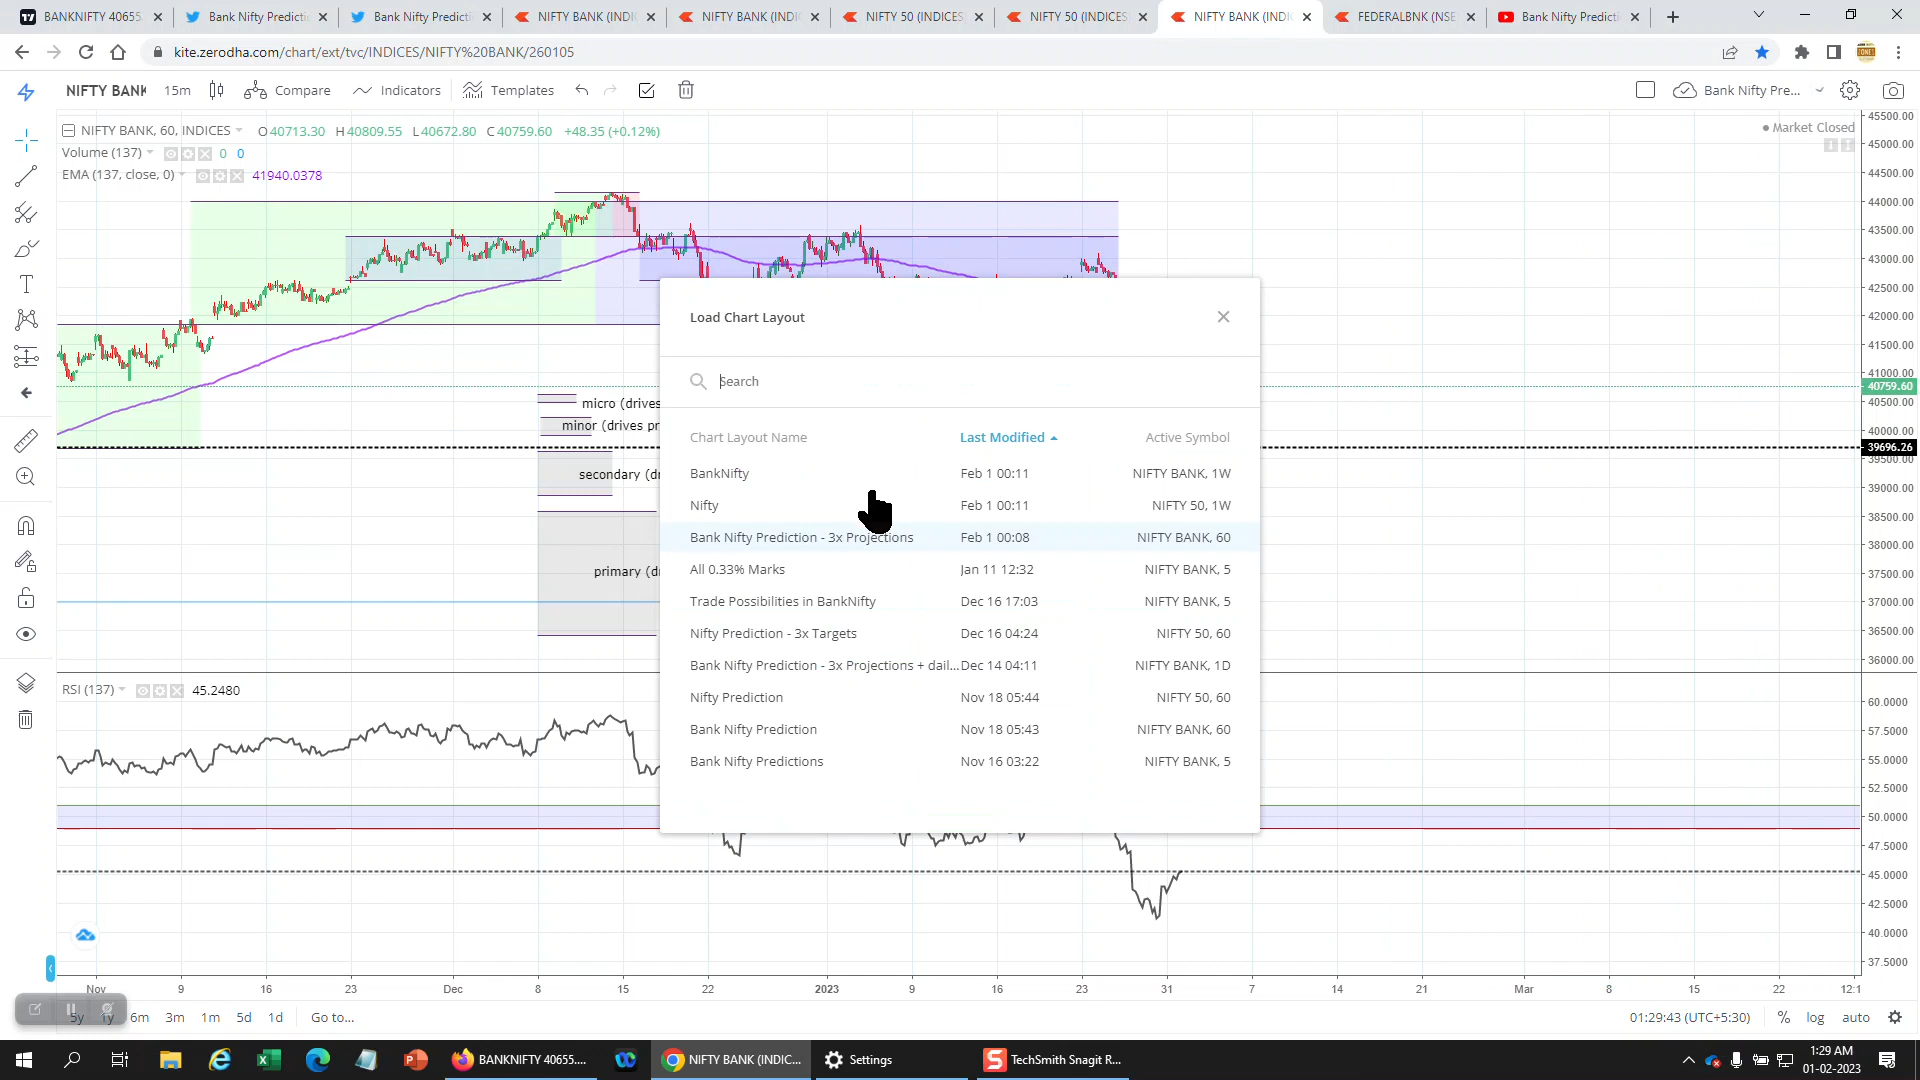 BANKNIFTY 40655
Bank Nifty Predicti
Bank Nifty Predicti
NIFTY BANK (INDIC
NIFTY BANK (INDIC
NIFTY 50 (INDICES
NIFTY 50 (INDICES
NIFTY BANK (INDIC
FEDERALBNK (NSE
Bank Nifty Predicti
kite.zerodha.com/chart/ext/tvc/INDICES/NIFTY%20BANK/260105
NIFTY BANK 15m Compare Indicators Templates Bank Nifty Pre...
NIFTY BANK, 60, INDICES O40713.30 H40809.55 L40672.80 C40759.60 +48.35 (+0.12%)
Market Closed
Volume (137) 0 0
EMA (137, close, 0) 41940.0378
45500.00
45000.00
44500.00
44000.00
43500.00
43000.00
42500.00
42000.00
41500.00
41000.00
40759.60
40500.00
40000.00
39696.26
39500.00
39000.00
38500.00
38000.00
37500.00
37000.00
36500.00
36000.00
micro (drives
minor (drives pr
secondary (d
primary (d
Load Chart Layout
Search
Chart Layout Name Last Modified Active Symbol
BankNifty Feb 1 00:11 NIFTY BANK, 1W
Nifty Feb 1 00:11 NIFTY 50, 1W
Bank Nifty Prediction - 3x Projections Feb 1 00:08 NIFTY BANK, 60
All 0.33% Marks Jan 11 12:32 NIFTY BANK, 5
Trade Possibilities in BankNifty Dec 16 17:03 NIFTY BANK, 5
Nifty Prediction - 3x Targets Dec 16 04:24 NIFTY 50, 60
Bank Nifty Prediction - 3x Projections + dail... Dec 14 04:11 NIFTY BANK, 1D
Nifty Prediction Nov 18 05:44 NIFTY 50, 60
Bank Nifty Prediction Nov 18 05:43 NIFTY BANK, 60
Bank Nifty Predictions Nov 16 03:22 NIFTY BANK, 5
RSI (137) 45.2480
60.0000
57.5000
55.0000
52.5000
50.0000
47.5000
45.0000
42.5000
40.0000
37.5000
Nov 9 16 23 Dec 8 15 22 2023 9 16 23 31 7 14 21 Mar 8 15 22 12:1
5y 1y 6m 3m 1m 5d 1d Go to... 01:29:43 (UTC+5:30) % log auto
BANKNIFTY 40655....
NIFTY BANK (INDIC...
Settings
TechSmith Snagit R...
1:29 AM
01-02-2023